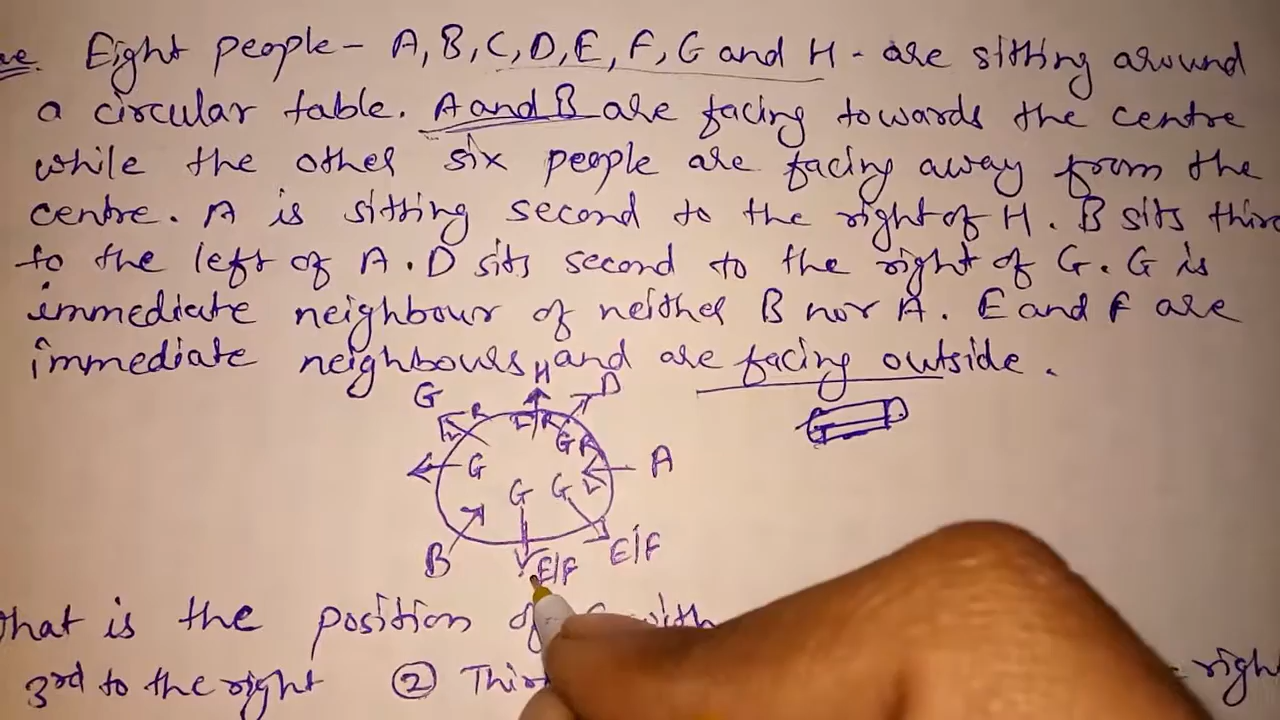 Eight people - A, B, C, D, E, F, G and H - are sitting around
a circular table. A and B are facing towards the centre
while the other six people are facing away from the
centre. A is sitting second to the right of H. B sits third
to the left of A. D sits second to the right of G. G is
immediate neighbour of neither B nor A. E and F are
immediate neighbours and are facing outside.
H
G R L R D
G G R A
G G
B E/F E/F
What is the position of with
3rd to the right ② Third right